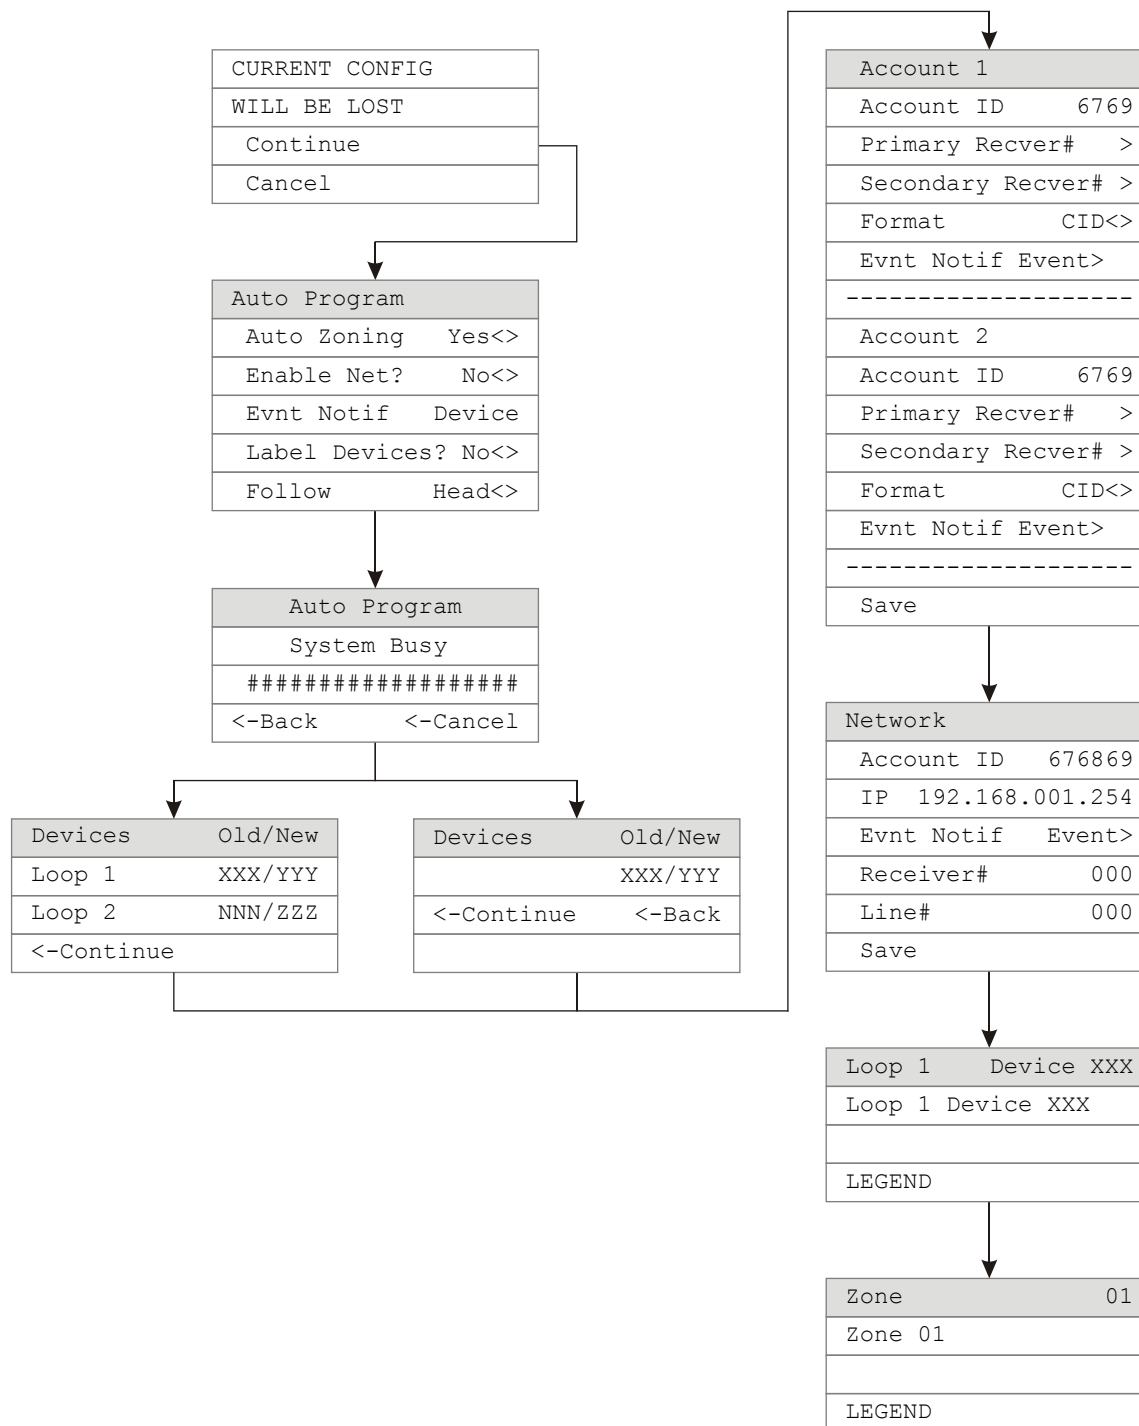 CURRENT CONFIG
WILL BE LOST
Continue
Cancel
Auto Program
Auto Zoning Yes<>
Enable Net? No<>
Evnt Notif Device
Label Devices? No<>
Follow Head<>
Auto Program
System Busy
###################
<-Back <-Cancel
Devices Old/New
Loop 1 XXX/YYY
Loop 2 NNN/ZZZ
<-Continue
Devices Old/New
XXX/YYY
<-Continue <-Back
Account 1
Account ID 6769
Primary Recver# >
Secondary Recver# >
Format CID<>
Evnt Notif Event>
--------------------
Account 2
Account ID 6769
Primary Recver# >
Secondary Recver# >
Format CID<>
Evnt Notif Event>
--------------------
Save
Network
Account ID 676869
IP 192.168.001.254
Evnt Notif Event>
Receiver# 000
Line# 000
Save
Loop 1 Device XXX
Loop 1 Device XXX
LEGEND
Zone 01
Zone 01
LEGEND